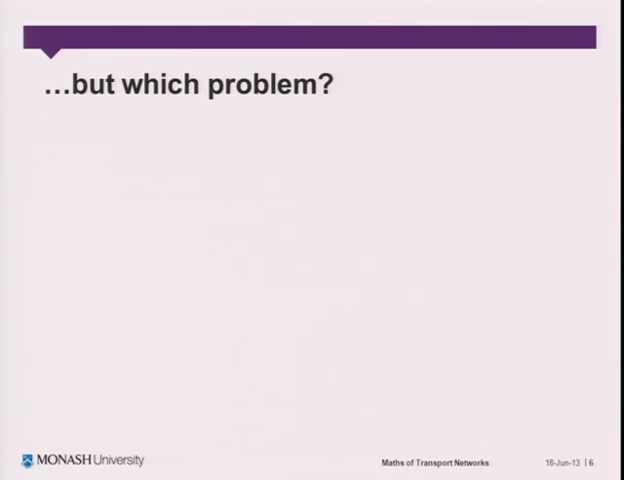 ...but which problem?
MONASH University
Maths of Transport Networks
18-Jun-13 | 6